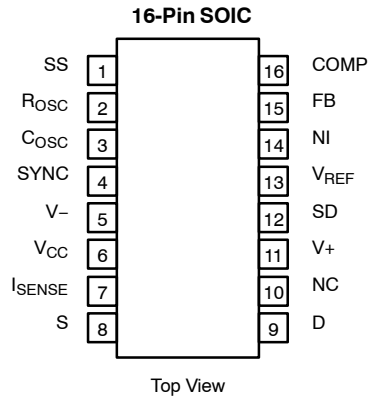 16-Pin SOIC
SS 1 16 COMP
ROSC 2 15 FB
COSC 3 14 NI
SYNC 4 13 VREF
V− 5 12 SD
VCC 6 11 V+
ISENSE 7 10 NC
S 8 9 D
Top View